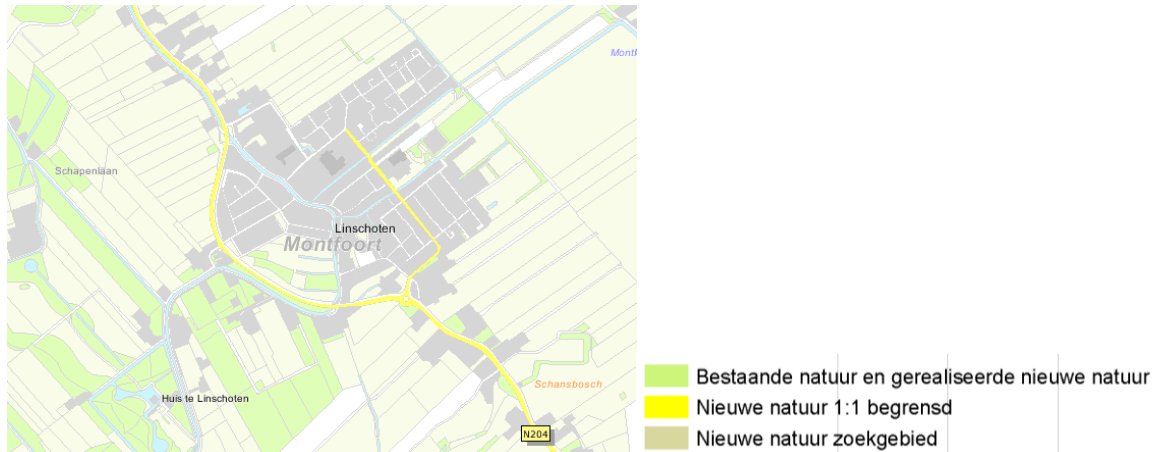 Montf
Schapenlaan
Linschoten
Montfoort
Huis te Linschoten
Schansbosch
N204
Bestaande natuur en gerealiseerde nieuwe natuur
Nieuwe natuur 1:1 begrensd
Nieuwe natuur zoekgebied